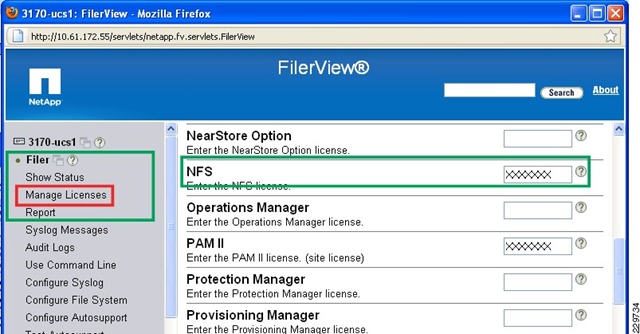 3170-ucs1: FilerView - Mozilla Firefox
http://10.61.172.55/servlets/netapp.fv.servlets.FilerView
FilerView®
NetApp
Search
About
3170-ucs1
Filer
Show Status
Manage Licenses
Report
Syslog Messages
Audit Logs
Use Command Line
Configure Syslog
Configure File System
Configure Autosupport
Test Autosupport
NearStore Option
Enter the NearStore Option license.
NFS
XXXXXX
Enter the NFS license.
Operations Manager
Enter the Operations Manager license.
PAM II
XXXXXX
Enter the PAM II license. (site license)
Protection Manager
Enter the Protection Manager license.
Provisioning Manager
Enter the Provisioning Manager license.
229734